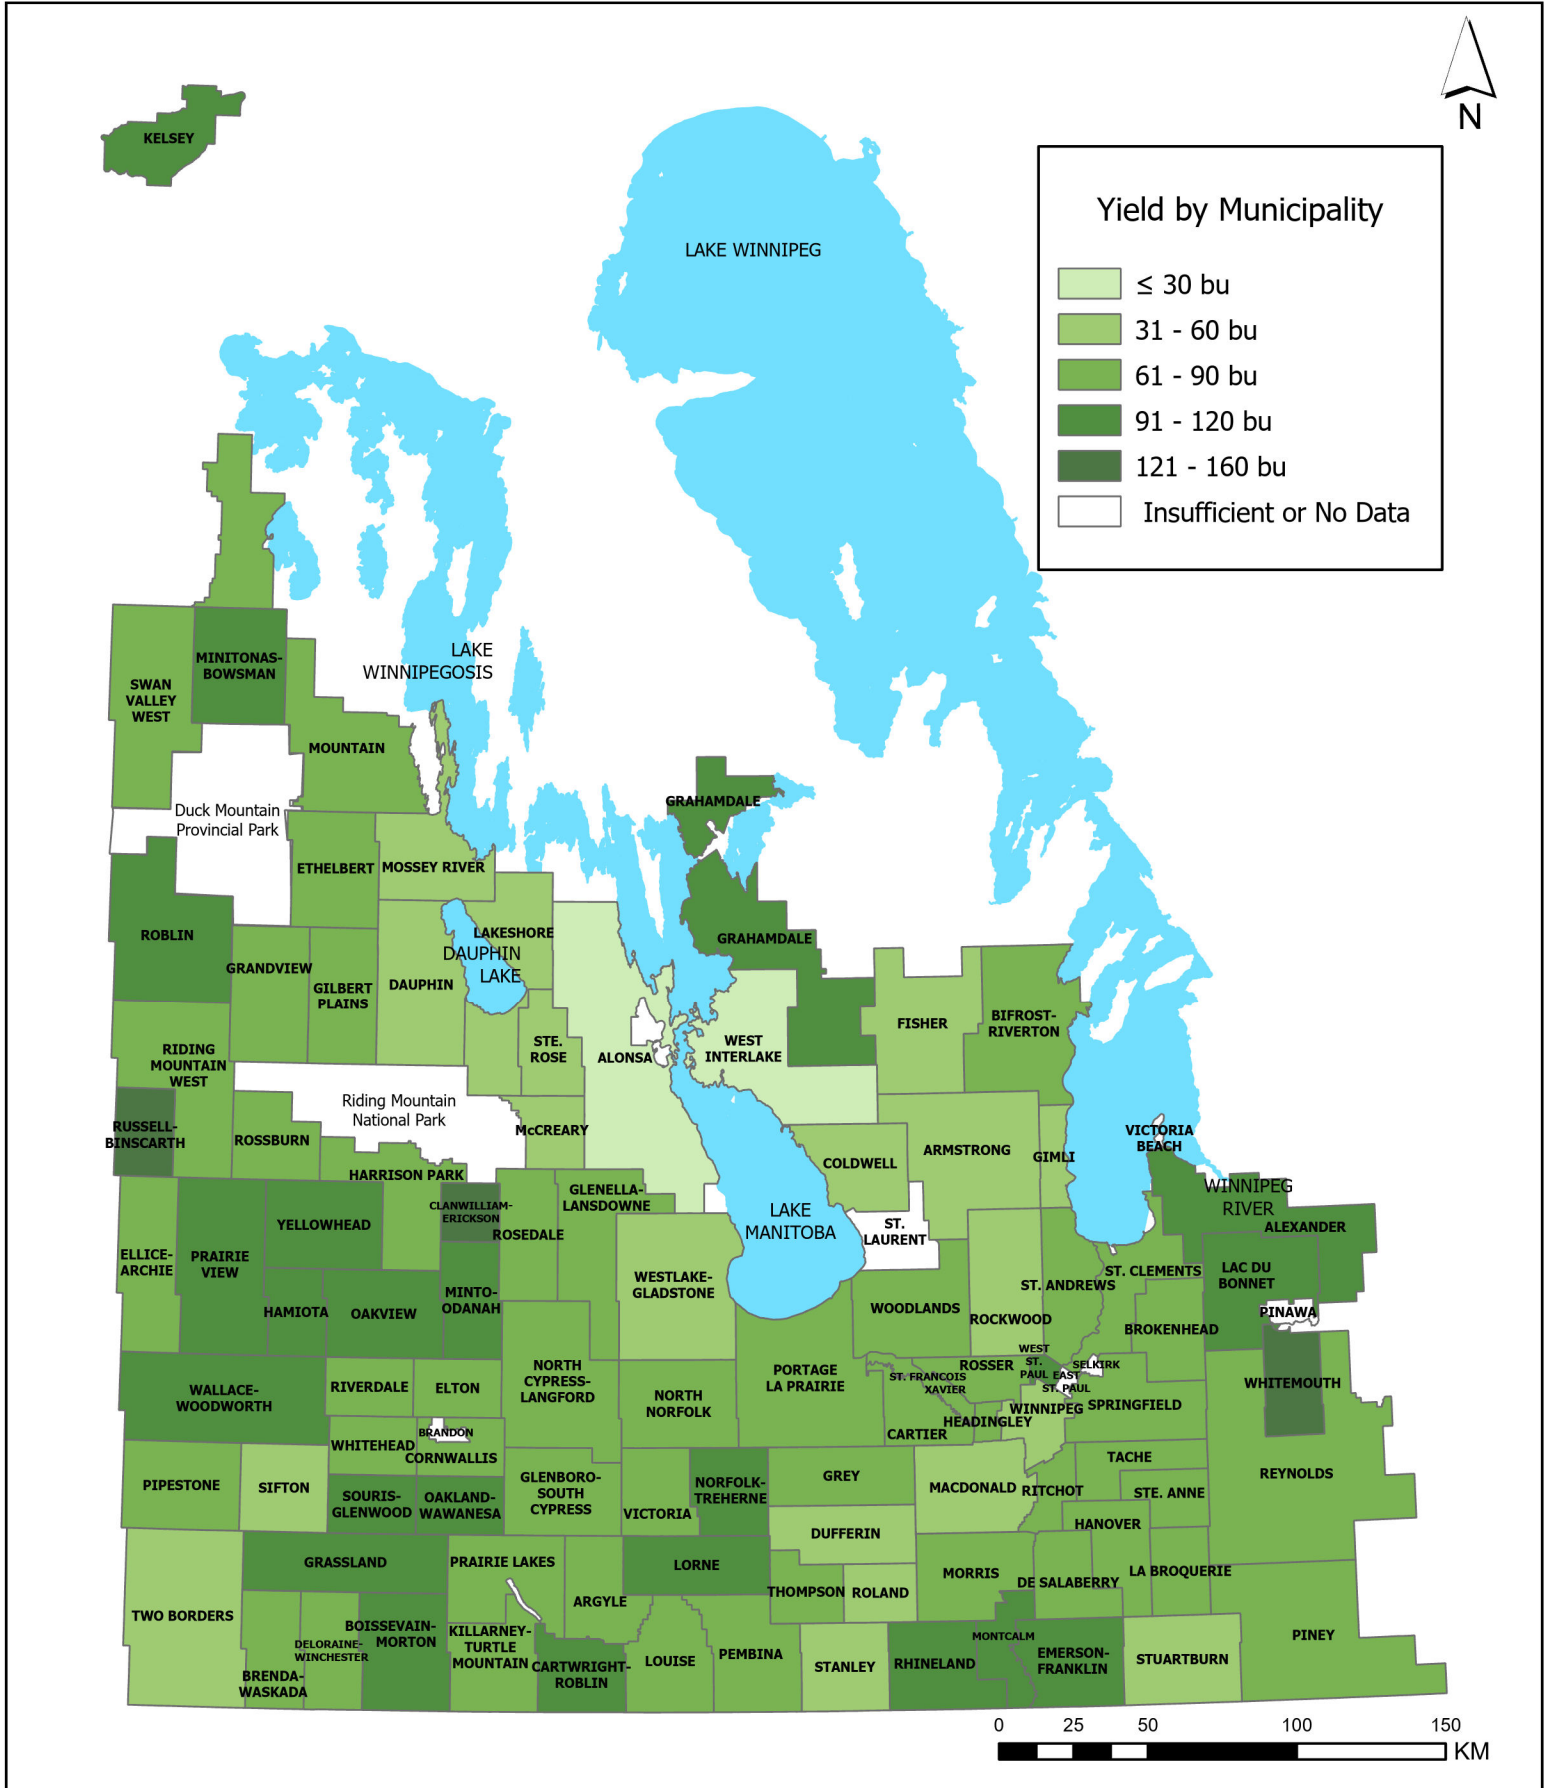 N
KELSEY
Yield by Municipality
≤ 30 bu
31 - 60 bu
61 - 90 bu
91 - 120 bu
121 - 160 bu
Insufficient or No Data
LAKE WINNIPEG
LAKE
WINNIPEGOSIS
MINITONAS-
BOWSMAN
SWAN
VALLEY
WEST
MOUNTAIN
Duck Mountain
Provincial Park
GRAHAMDALE
ETHELBERT
MOSSEY RIVER
ROBLIN
LAKESHORE
DAUPHIN
LAKE
GRAHAMDALE
GRANDVIEW
GILBERT
PLAINS
DAUPHIN
FISHER
BIFROST-
RIVERTON
RIDING
MOUNTAIN
WEST
STE.
ROSE
ALONSA
WEST
INTERLAKE
Riding Mountain
National Park
RUSSELL-
BINSCARTH
ROSSBURN
McCREARY
HARRISON PARK
COLDWELL
ARMSTRONG
GIMLI
VICTORIA
BEACH
WINNIPEG
RIVER
ALEXANDER
CLANWILLIAM-
ERICKSON
GLENELLA-
LANSDOWNE
ROSEDALE
YELLOWHEAD
LAKE
MANITOBA
ST.
LAURENT
ELLICE-
ARCHIE
PRAIRIE
VIEW
HAMIOTA
OAKVIEW
MINTO-
ODANAH
WESTLAKE-
GLADSTONE
WOODLANDS
ROCKWOOD
ST. ANDREWS
ST. CLEMENTS
LAC DU
BONNET
PINAWA
BROKENHEAD
WALLACE-
WOODWORTH
RIVERDALE
ELTON
NORTH
CYPRESS-
LANGFORD
NORTH
NORFOLK
PORTAGE
LA PRAIRIE
ST. FRANCOIS
XAVIER
ROSSER
WEST
ST.
PAUL
EAST
ST. PAUL
SELKIRK
WHITEMOUTH
CARTIER
HEADINGLEY
WINNIPEG
SPRINGFIELD
WHITEHEAD
BRANDON
CORNWALLIS
PIPESTONE
SIFTON
SOURIS-
GLENWOOD
OAKLAND-
WAWANESA
GLENBORO-
SOUTH
CYPRESS
VICTORIA
NORFOLK-
TREHERNE
GREY
MACDONALD
RITCHOT
TACHE
STE. ANNE
REYNOLDS
HANOVER
DUFFERIN
GRASSLAND
PRAIRIE LAKES
LORNE
THOMPSON
ROLAND
MORRIS
DE SALABERRY
LA BROQUERIE
TWO BORDERS
BRENDA-
WASKADA
DELORAINE-
WINCHESTER
BOISSEVAIN-
MORTON
KILLARNEY-
TURTLE
MOUNTAIN
ARGYLE
CARTWRIGHT-
ROBLIN
LOUISE
PEMBINA
STANLEY
RHINELAND
MONTCALM
EMERSON-
FRANKLIN
STUARTBURN
PINEY
0 25 50 100 150
KM